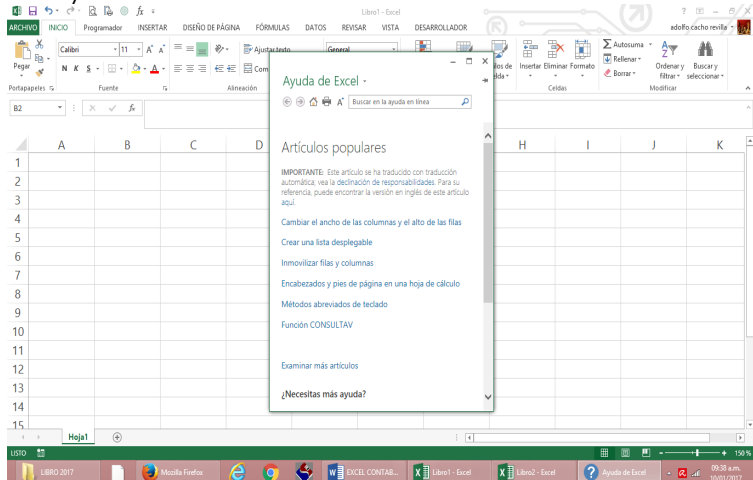 Libro1 - Excel
ARCHIVO INICIO Programador INSERTAR DISEÑO DE PÁGINA FÓRMULAS DATOS REVISAR VISTA DESARROLLADOR adolfo cacho revilla
Pegar
Calibri 11
N K S
Ajustar texto
Com
General
Insertar Eliminar Formato
Autosuma
Rellenar
Borrar
Ordenar y filtrar
Buscar y seleccionar
Portapapeles Fuente Alineación Celdas Modificar
B2
fx
A B C D H I J K
1
2
3
4
5
6
7
8
9
10
11
12
13
14
15
Ayuda de Excel
Buscar en la ayuda en línea
Artículos populares
IMPORTANTE: Este artículo se ha traducido con traducción
automática; vea la declinación de responsabilidades. Para su
referencia, puede encontrar la versión en inglés de este artículo
aquí.
Cambiar el ancho de las columnas y el alto de las filas
Crear una lista desplegable
Inmovilizar filas y columnas
Encabezados y pies de página en una hoja de cálculo
Métodos abreviados de teclado
Función CONSULTAV
Examinar más artículos
¿Necesitas más ayuda?
Hoja1
LISTO 150 %
LIBRO 2017 Mozilla Firefox EXCEL CONTAB... Libro1 - Excel Libro2 - Excel Ayuda de Excel 09:38 a.m.
10/01/2017